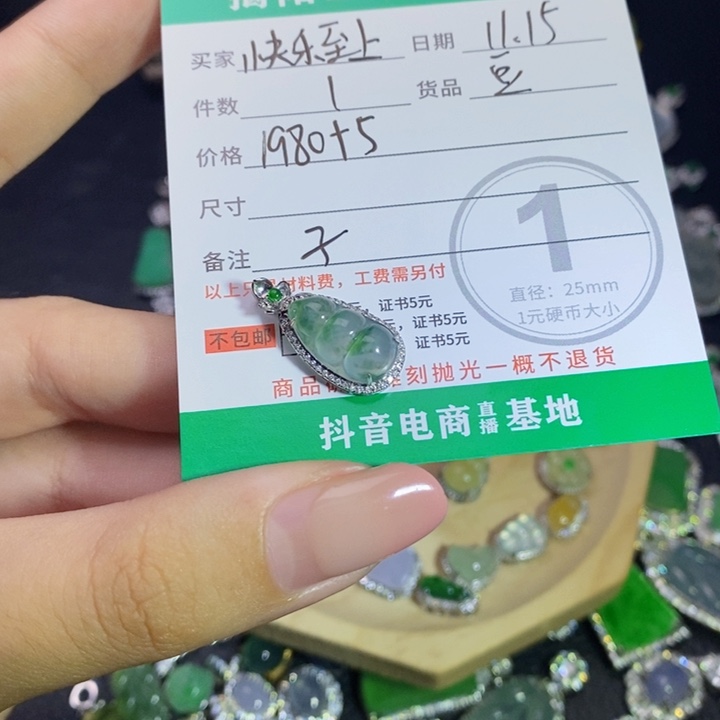 买家 快乐至上 日期 11.15
件数 1 货品 豆
价格 1980+5
尺寸
备注
以上只 材料费，工费需另付
证书5元
不包邮 ，证书5元
证书5元
1
直径：25mm
1元硬币大小
商品 刻抛光一概不退货
抖音电商直播基地